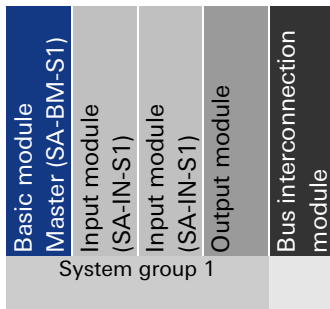 Basic module
Master (SA-BM-S1)
Input module
(SA-IN-S1)
Input module
(SA-IN-S1)
Output module
Bus interconnection
module
System group 1